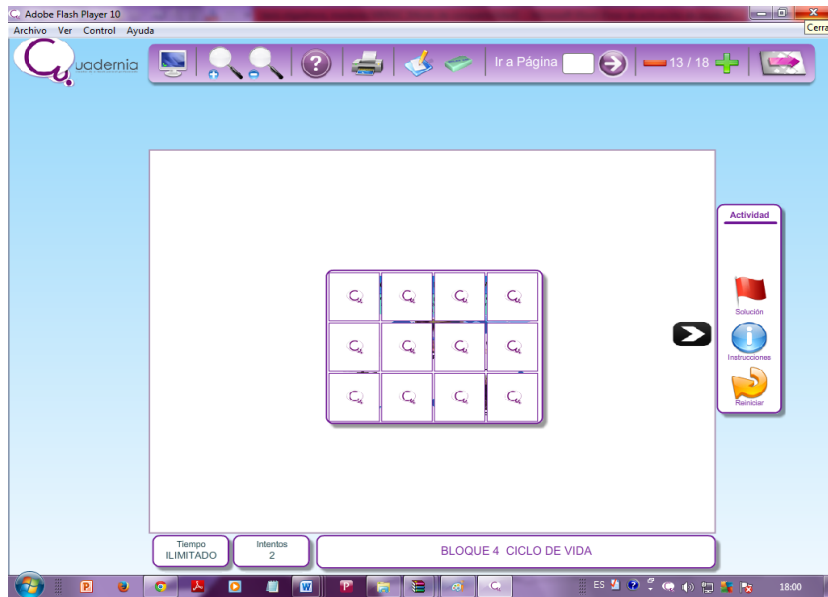 Adobe Flash Player 10
Archivo Ver Control Ayuda
Cerra
Cuadernia
Ir a Página
13 / 18
Actividad
Solución
Instrucciones
Reiniciar
Tiempo
ILIMITADO
Intentos
2
BLOQUE 4 CICLO DE VIDA
ES
18:00